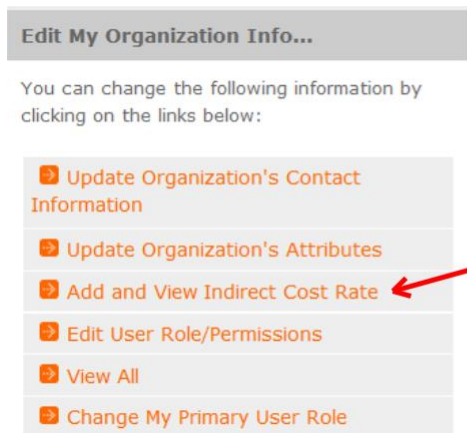 Edit My Organization Info...
You can change the following information by
clicking on the links below:
Update Organization's Contact
Information
Update Organization's Attributes
Add and View Indirect Cost Rate
Edit User Role/Permissions
View All
Change My Primary User Role